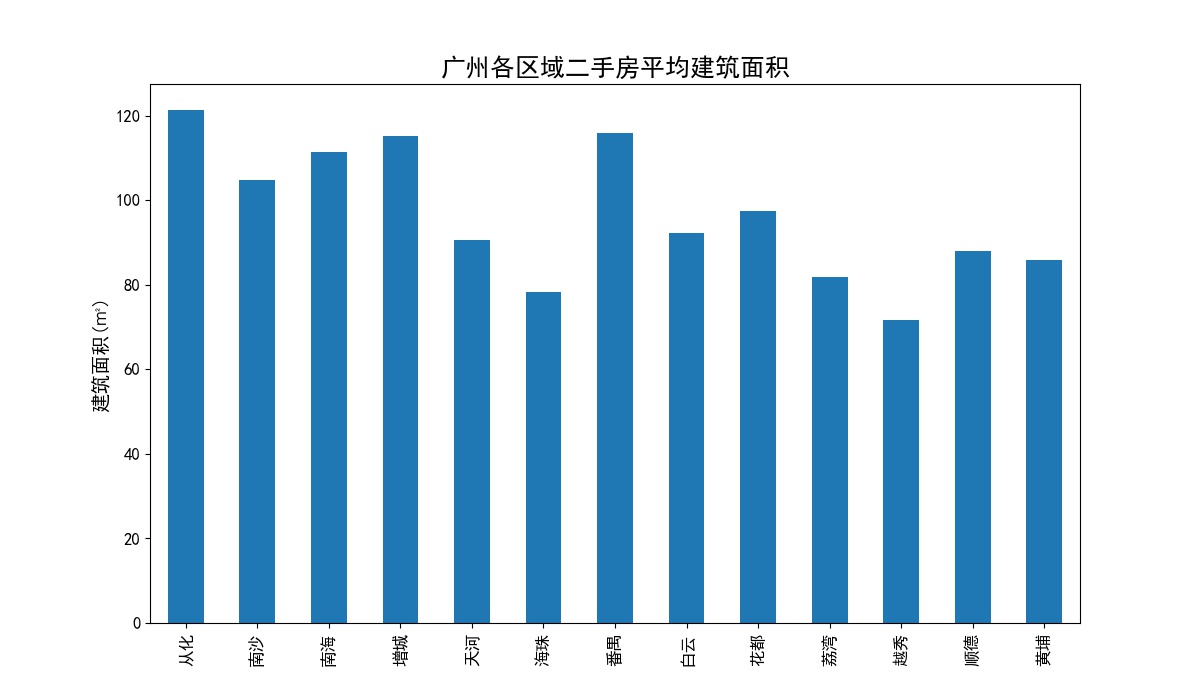 广州各区域二手房平均建筑面积
建筑面积(㎡)
120
100
80
60
40
20
0
从化
南沙
南海
增城
天河
海珠
番禺
白云
花都
荔湾
越秀
顺德
黄埔